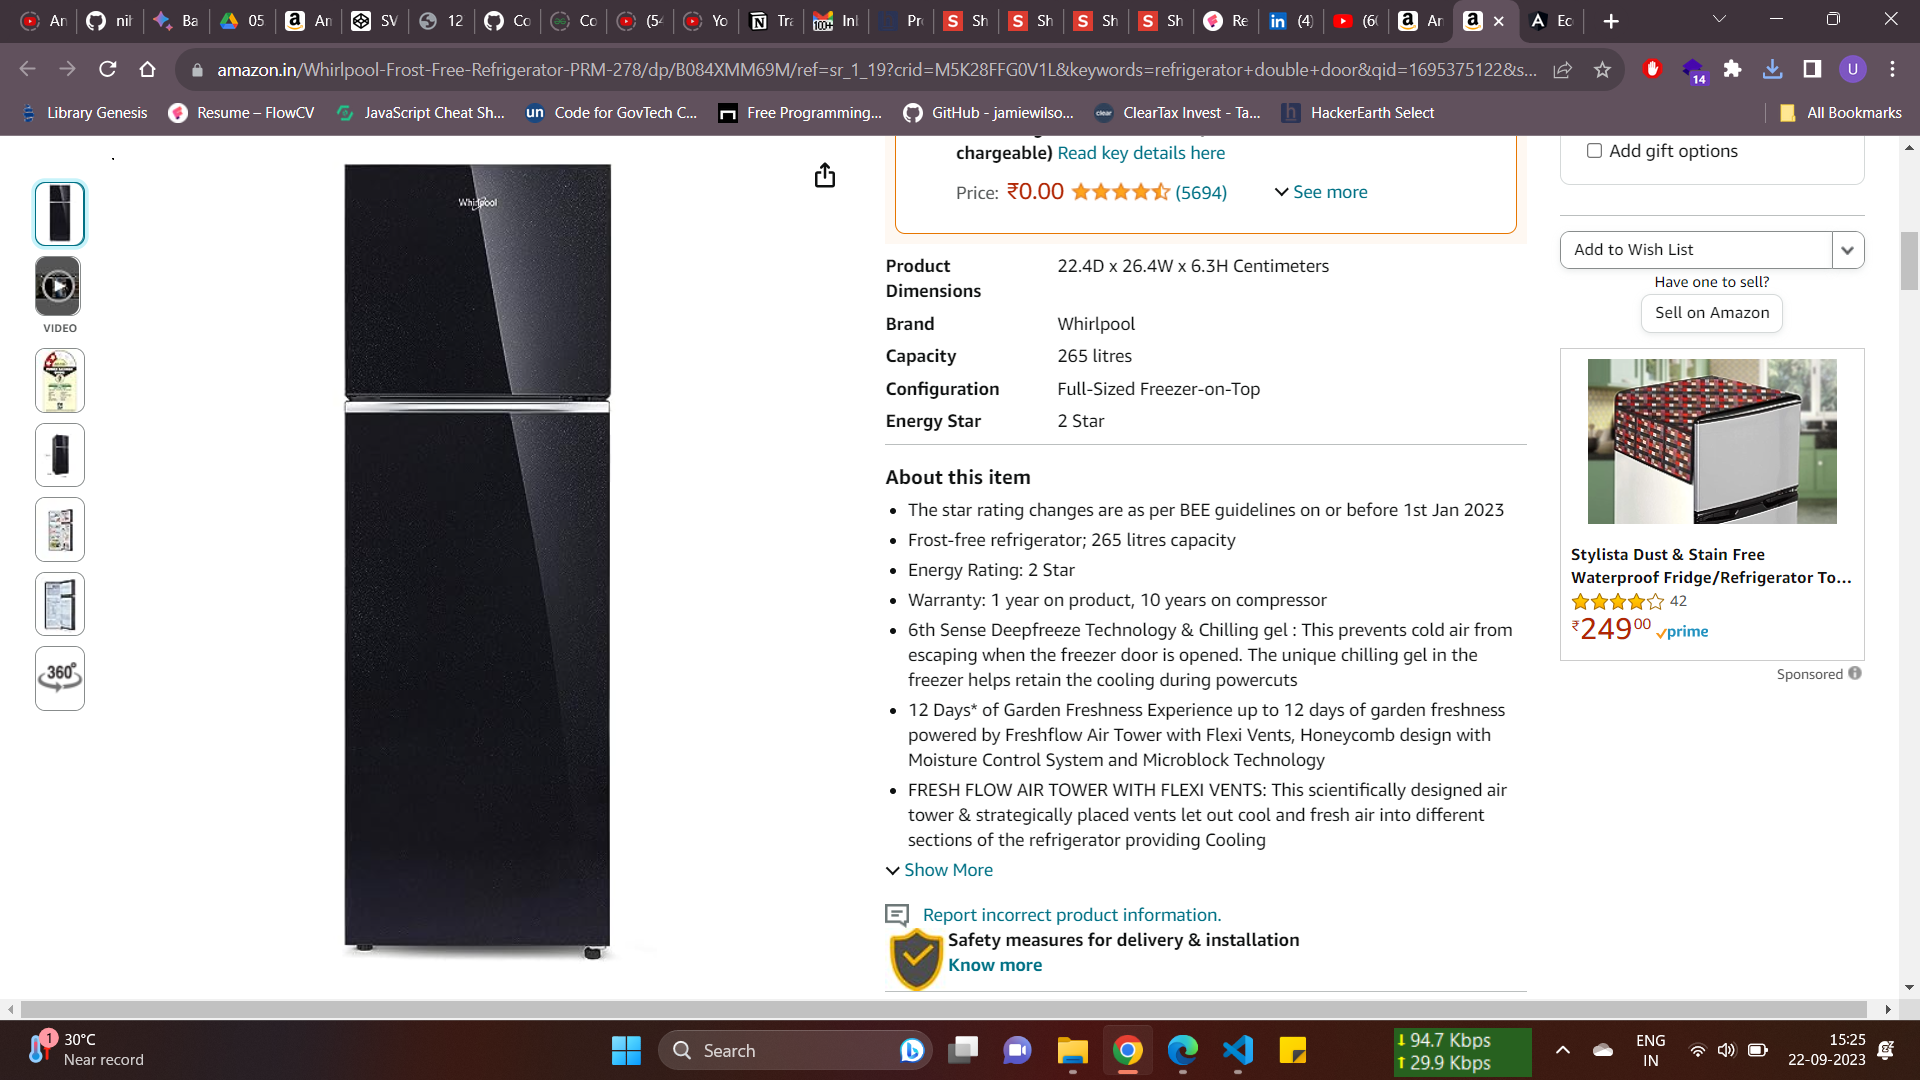 An
nih
Ba
05
An
SV
12
Co
Co
(54
Yo
Tra
100+
Inl
Pr
Sh
Sh
Sh
Sh
Re
(4)
(60
An
Ec
amazon.in/Whirlpool-Frost-Free-Refrigerator-PRM-278/dp/B084XMM69M/ref=sr_1_19?crid=M5K28FFG0V1L&keywords=refrigerator+double+door&qid=1695375122&s...
14
U
Library Genesis
Resume – FlowCV
JavaScript Cheat Sh...
un Code for GovTech C...
Free Programming...
GitHub - jamiewilso...
clear ClearTax Invest - Ta...
h HackerEarth Select
All Bookmarks
Whirlpool
VIDEO
360°
chargeable) Read key details here
Price: ₹0.00 (5694) See more
Product Dimensions 22.4D x 26.4W x 6.3H Centimeters
Brand Whirlpool
Capacity 265 litres
Configuration Full-Sized Freezer-on-Top
Energy Star 2 Star
About this item
• The star rating changes are as per BEE guidelines on or before 1st Jan 2023
• Frost-free refrigerator; 265 litres capacity
• Energy Rating: 2 Star
• Warranty: 1 year on product, 10 years on compressor
• 6th Sense Deepfreeze Technology & Chilling gel : This prevents cold air from
escaping when the freezer door is opened. The unique chilling gel in the
freezer helps retain the cooling during powercuts
• 12 Days* of Garden Freshness Experience up to 12 days of garden freshness
powered by Freshflow Air Tower with Flexi Vents, Honeycomb design with
Moisture Control System and Microblock Technology
• FRESH FLOW AIR TOWER WITH FLEXI VENTS: This scientifically designed air
tower & strategically placed vents let out cool and fresh air into different
sections of the refrigerator providing Cooling
Show More
Report incorrect product information.
Safety measures for delivery & installation
Know more
Add gift options
Add to Wish List
Have one to sell?
Sell on Amazon
Stylista Dust & Stain Free
Waterproof Fridge/Refrigerator To...
42
₹24900 prime
Sponsored
1
30°C
Near record
Search
94.7 Kbps
29.9 Kbps
ENG
IN
15:25
22-09-2023